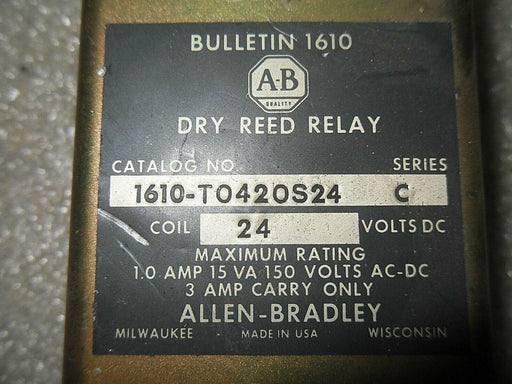 BULLETIN 1610
A-B
QUALITY
DRY REED RELAY
CATALOG NO. SERIES
1610-T0420S24 C
COIL 24 VOLTS DC
MAXIMUM RATING
1.0 AMP 15 VA 150 VOLTS AC-DC
3 AMP CARRY ONLY
ALLEN-BRADLEY
MILWAUKEE MADE IN USA WISCONSIN